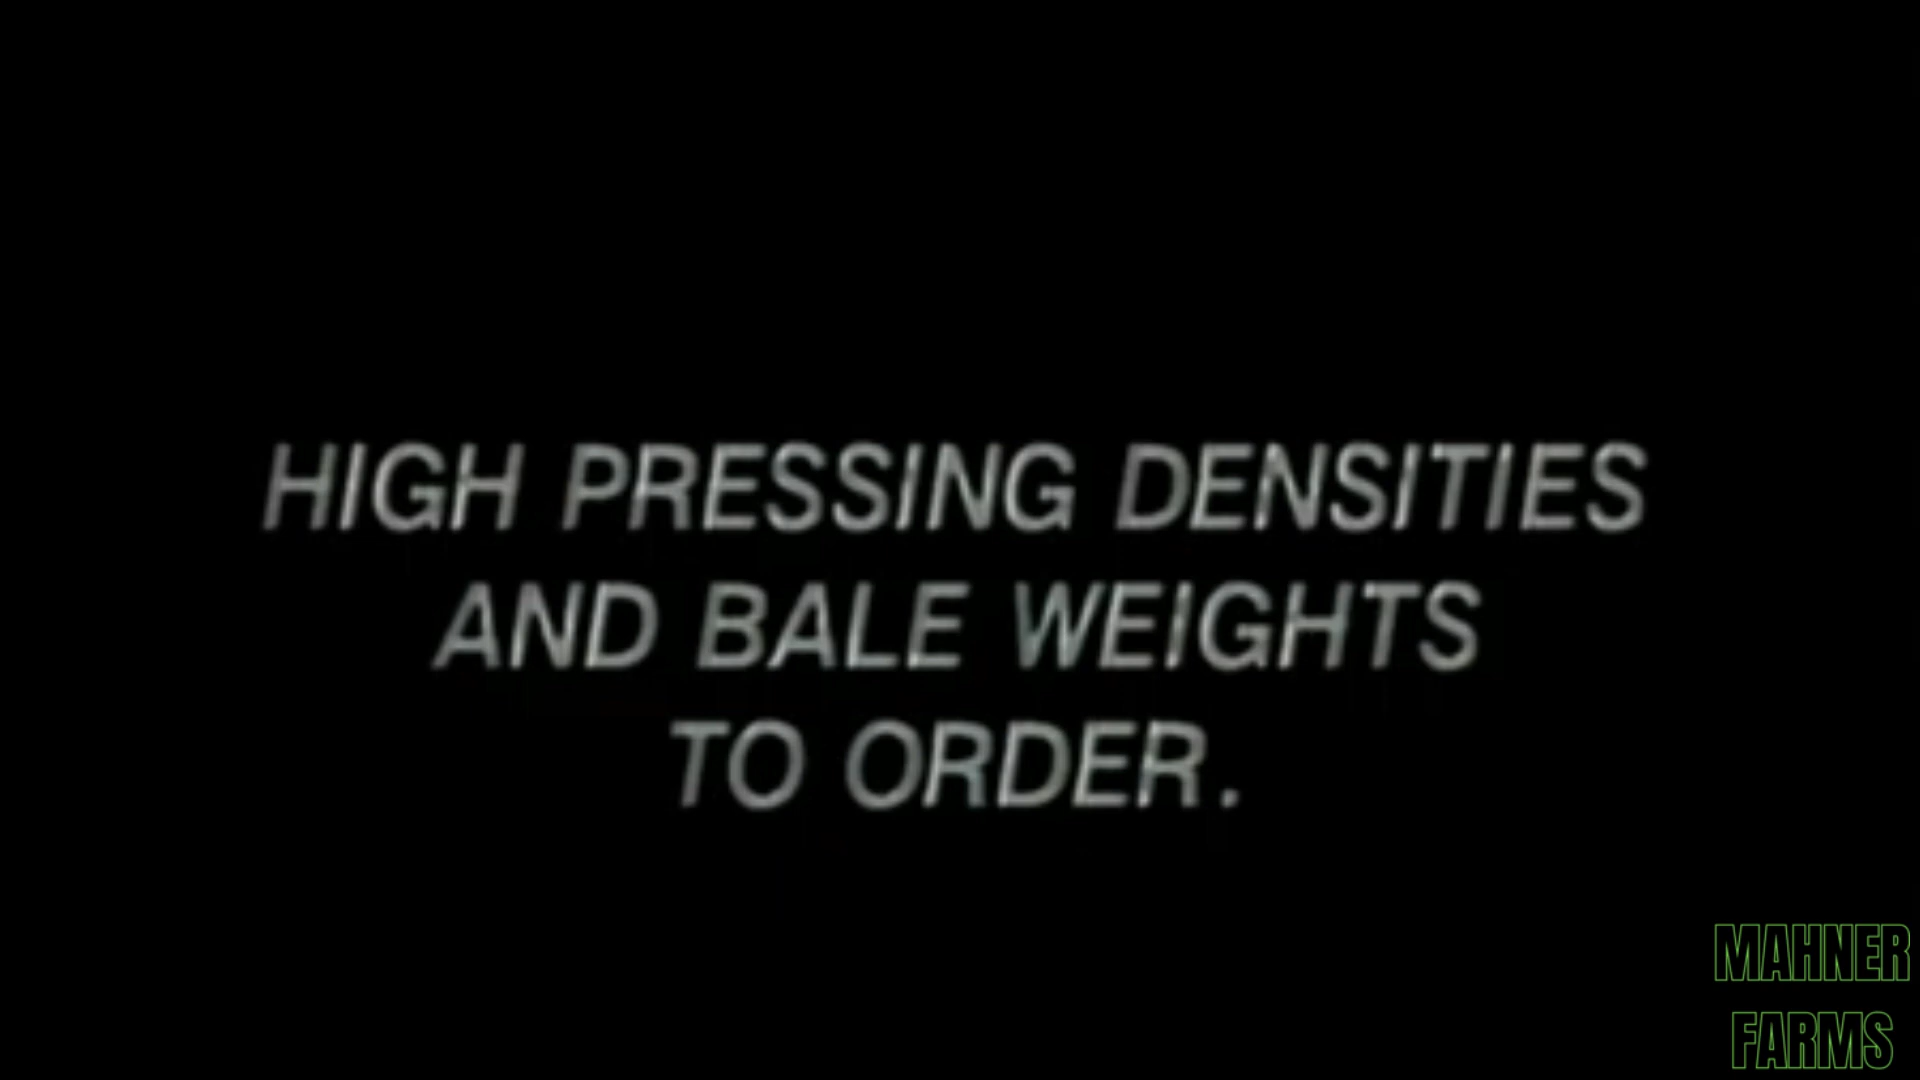 HIGH PRESSING DENSITIES
AND BALE WEIGHTS
TO ORDER.
MAHNER
FARMS